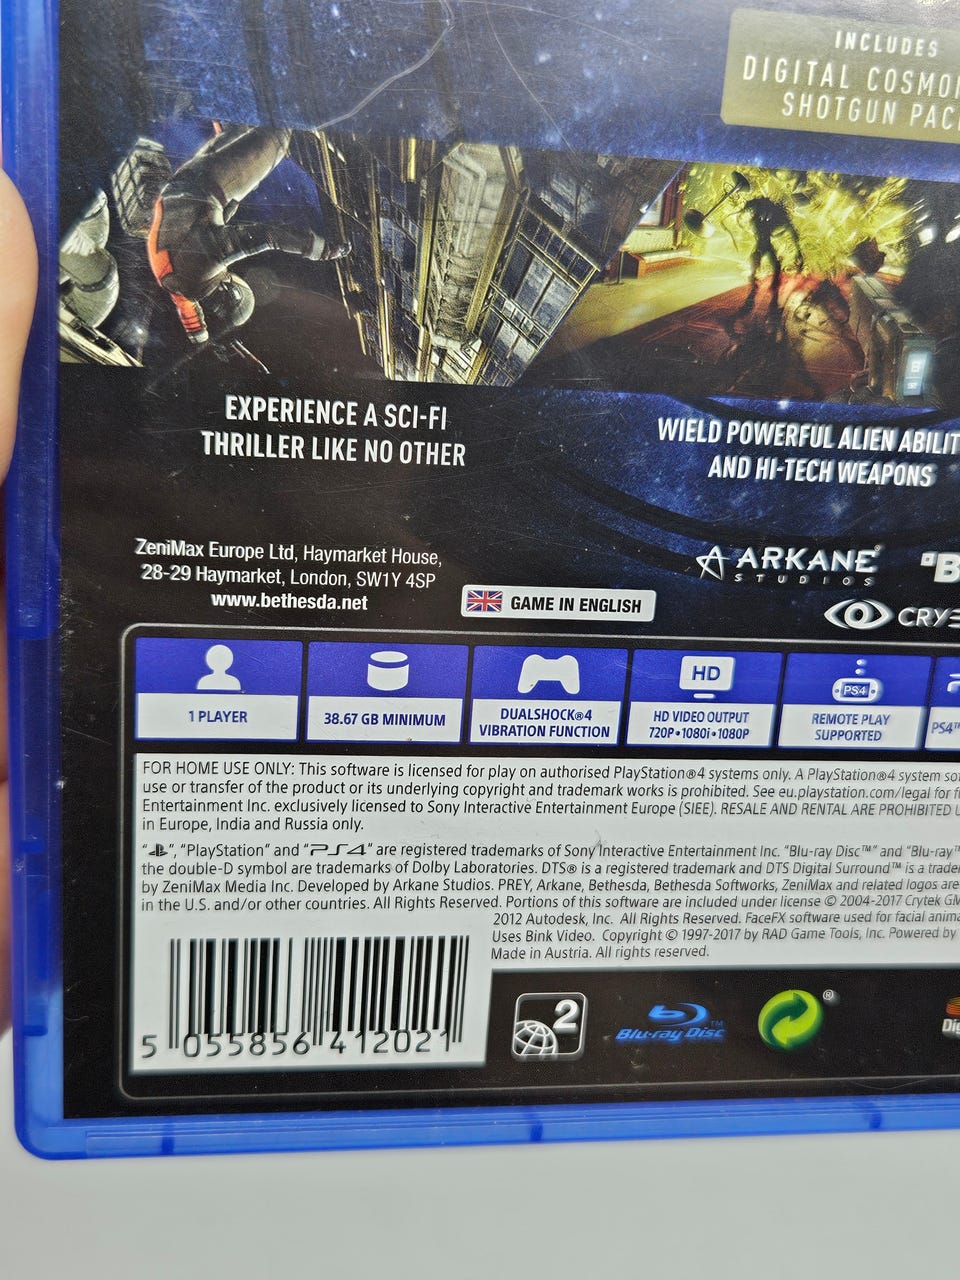 INCLUDES
DIGITAL
SHOTGUN
EXPERIENCE A SCI-FI
THRILLER LIKE NO OTHER
WIELD POWERFUL ALIEN
AND HI-TECH WEAPONS
ZeniMax Europe Ltd, Haymarket House,
28-29 Haymarket, London, SW1Y 4SP
www.bethesda.net
GAME IN ENGLISH
ARKANE
STUDIOS
1 PLAYER
38.67 GB MINIMUM
DUALSHOCK®4
VIBRATION FUNCTION
HD
HD VIDEO OUTPUT
720P•1080i•1080P
PS4
REMOTE PLAY
SUPPORTED
PS4™
FOR HOME USE ONLY: This software is licensed for play on authorised PlayStation®4 systems only. A PlayStation®4 system
use or transfer of the product or its underlying copyright and trademark works is prohibited. See eu.playstation.com/legal for
Entertainment Inc. exclusively licensed to Sony Interactive Entertainment Europe (SIEE). RESALE AND RENTAL ARE PROHIBITED
in Europe, India and Russia only.
" ", "PlayStation" and "PS4" are registered trademarks of Sony Interactive Entertainment Inc. "Blu-ray Disc™" and "Blu-ray™
the double-D symbol are trademarks of Dolby Laboratories. DTS® is a registered trademark and DTS Digital Surround™ is a
by ZeniMax Media Inc. Developed by Arkane Studios. PREY, Arkane, Bethesda, Bethesda Softworks, ZeniMax and related logos are
in the U.S. and/or other countries. All Rights Reserved. Portions of this software are included under license © 2004-2017 Crytek
2012 Autodesk, Inc. All Rights Reserved. FaceFX software used for facial
Uses Bink Video. Copyright © 1997-2017 by RAD Game Tools, Inc. Powered by
Made in Austria. All rights reserved.
5 055856 412021
2
Blu-ray Disc™
®